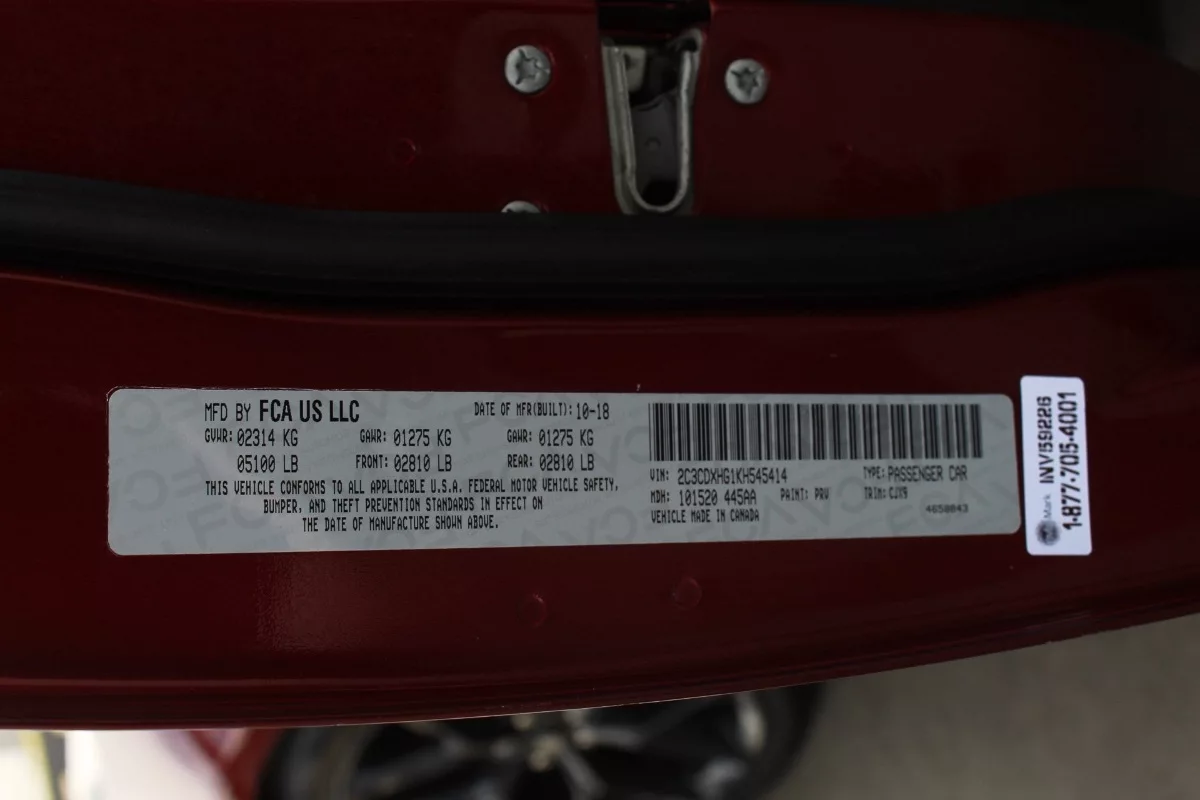 MFD BY FCA US LLC DATE OF MFR(BUILT): 10-18
GVWR: 02314 KG GAWR: 01275 KG GAWR: 01275 KG
05100 LB FRONT: 02810 LB REAR: 02810 LB
THIS VEHICLE CONFORMS TO ALL APPLICABLE U.S.A. FEDERAL MOTOR VEHICLE SAFETY,
BUMPER, AND THEFT PREVENTION STANDARDS IN EFFECT ON
THE DATE OF MANUFACTURE SHOWN ABOVE.
VIN: 2C3CDXHG1KH545414 TYPE: PASSENGER CAR
MDH: 101520 445AA PAINT: PRV TRIM: CJX9
VEHICLE MADE IN CANADA 4658043
Mark INV59226
1-877-705-4001